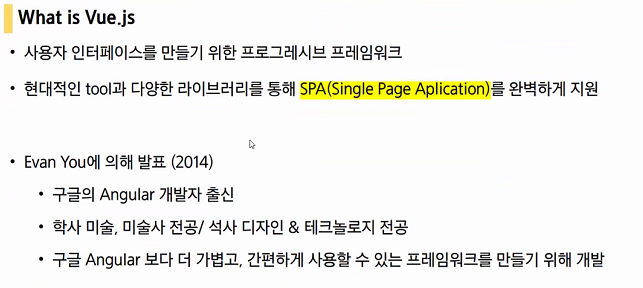 What is Vue.js
• 사용자 인터페이스를 만들기 위한 프로그레시브 프레임워크
• 현대적인 tool과 다양한 라이브러리를 통해 SPA(Single Page Aplication)를 완벽하게 지원
• Evan You에 의해 발표 (2014)
• 구글의 Angular 개발자 출신
• 학사 미술, 미술사 전공/ 석사 디자인 & 테크놀로지 전공
• 구글 Angular 보다 더 가볍고, 간편하게 사용할 수 있는 프레임워크를 만들기 위해 개발